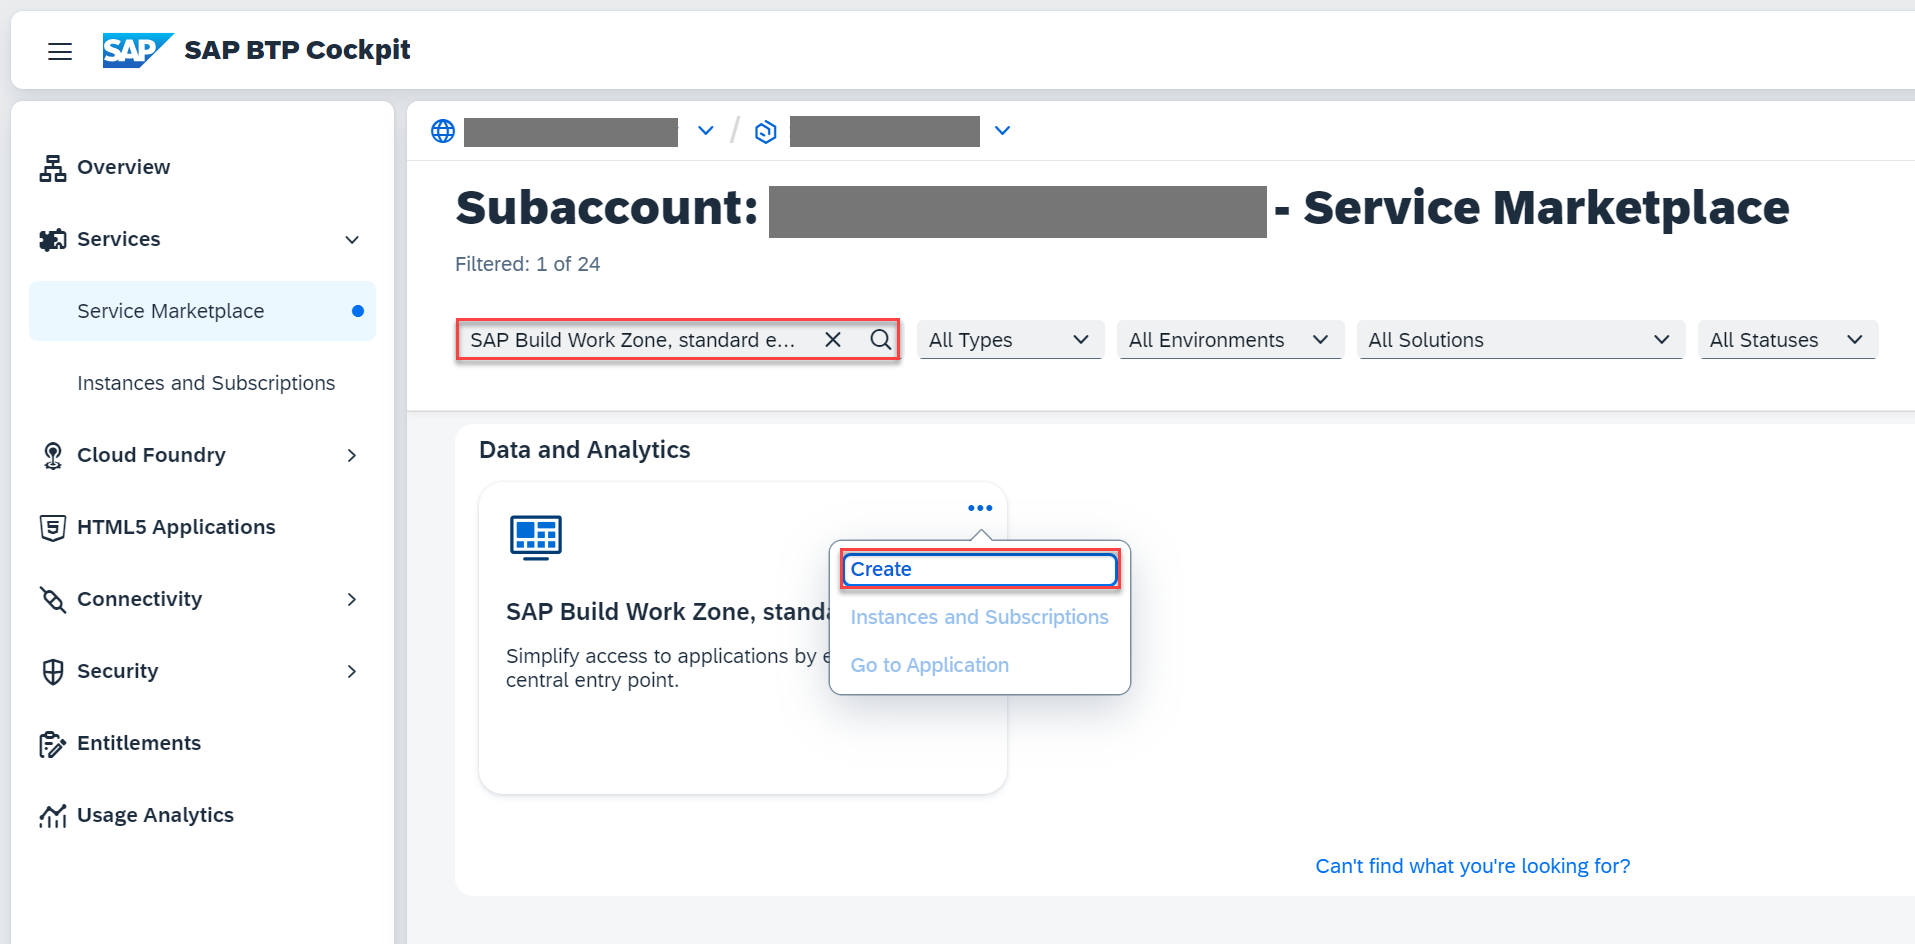 SAP SAP BTP Cockpit
Overview
Services
Service Marketplace
Instances and Subscriptions
Cloud Foundry
HTML5 Applications
Connectivity
Security
Entitlements
Usage Analytics
/
Subaccount: - Service Marketplace
Filtered: 1 of 24
SAP Build Work Zone, standard e... All Types All Environments All Solutions All Statuses
Data and Analytics
Create
Instances and Subscriptions
Go to Application
SAP Build Work Zone, standa
Simplify access to applications by e
central entry point.
Can't find what you're looking for?